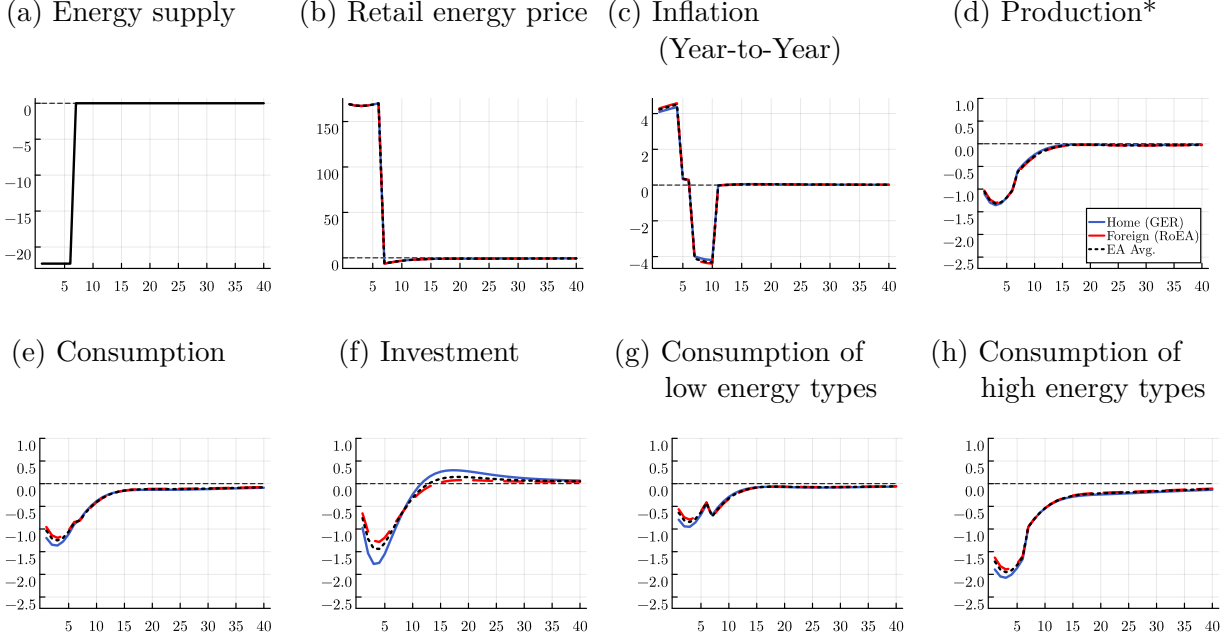 (a) Energy supply
(b) Retail energy price
(c) Inflation
(Year-to-Year)
(d) Production*
0
−5
−10
−15
−20
5 10 15 20 25 30 35 40
150
100
50
0
5 10 15 20 25 30 35 40
4
2
0
−2
−4
5 10 15 20 25 30 35 40
1.0
0.5
0.0
−0.5
−1.0
−1.5
−2.0
−2.5
Home (GER)
Foreign (RoEA)
EA Avg.
5 10 15 20 25 30 35 40
(e) Consumption
(f) Investment
(g) Consumption of
low energy types
(h) Consumption of
high energy types
1.0
0.5
0.0
−0.5
−1.0
−1.5
−2.0
−2.5
5 10 15 20 25 30 35 40
1.0
0.5
0.0
−0.5
−1.0
−1.5
−2.0
−2.5
5 10 15 20 25 30 35 40
1.0
0.5
0.0
−0.5
−1.0
−1.5
−2.0
−2.5
5 10 15 20 25 30 35 40
1.0
0.5
0.0
−0.5
−1.0
−1.5
−2.0
−2.5
5 10 15 20 25 30 35 40